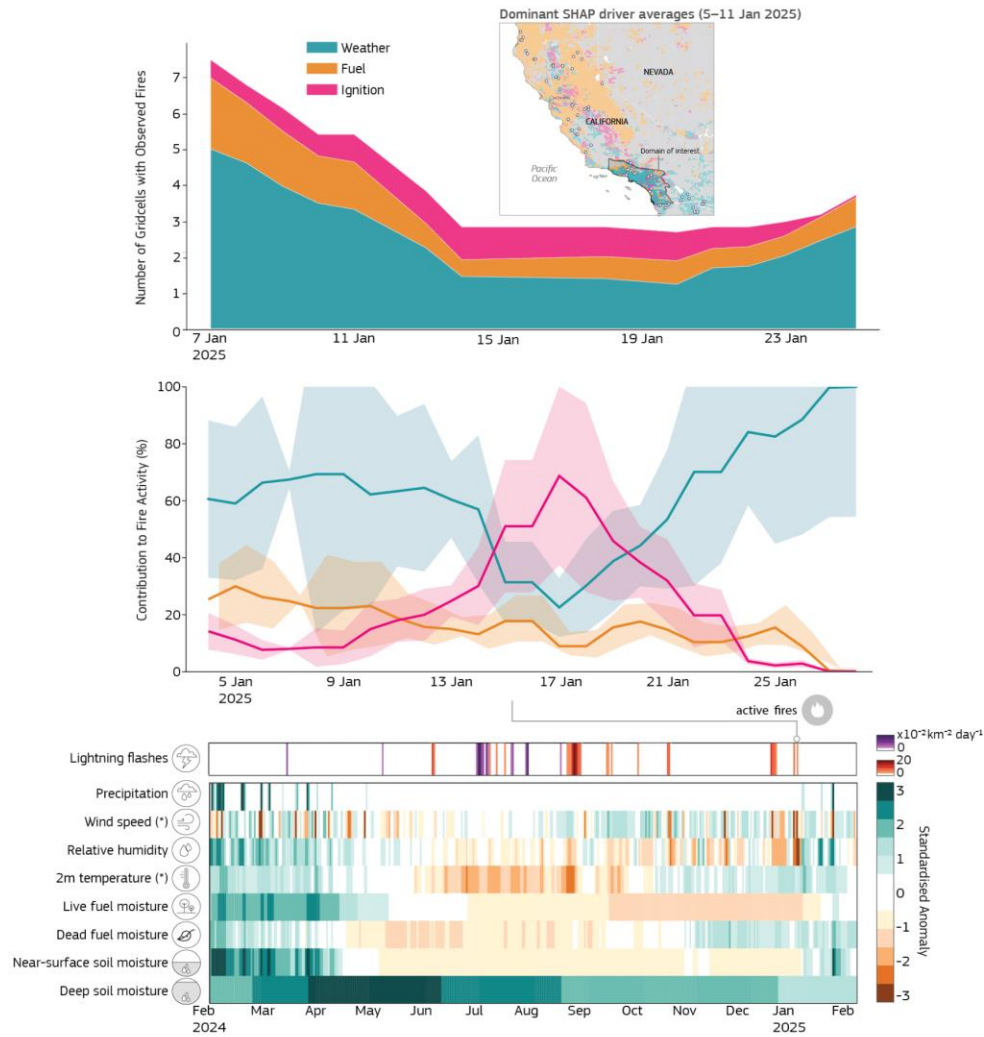 Dominant SHAP driver averages (5–11 Jan 2025)
Weather
Fuel
Ignition
NEVADA
CALIFORNIA
Domain of interest
Pacific
Ocean
Number of Gridcells with Observed Fires
7
6
5
4
3
2
1
0
7 Jan
2025
11 Jan
15 Jan
19 Jan
23 Jan
Contribution to Fire Activity (%)
100
80
60
40
20
0
5 Jan
2025
9 Jan
13 Jan
17 Jan
21 Jan
25 Jan
active fires
Lightning flashes
x10⁻²km⁻² day⁻¹
0
20
0
Precipitation
Wind speed (*)
Relative humidity
2m temperature (*)
Live fuel moisture
Dead fuel moisture
Near-surface soil moisture
Deep soil moisture
3
2
1
0
-1
-2
-3
Standardised Anomaly
Feb
2024
Mar
Apr
May
Jun
Jul
Aug
Sep
Oct
Nov
Dec
Jan
2025
Feb